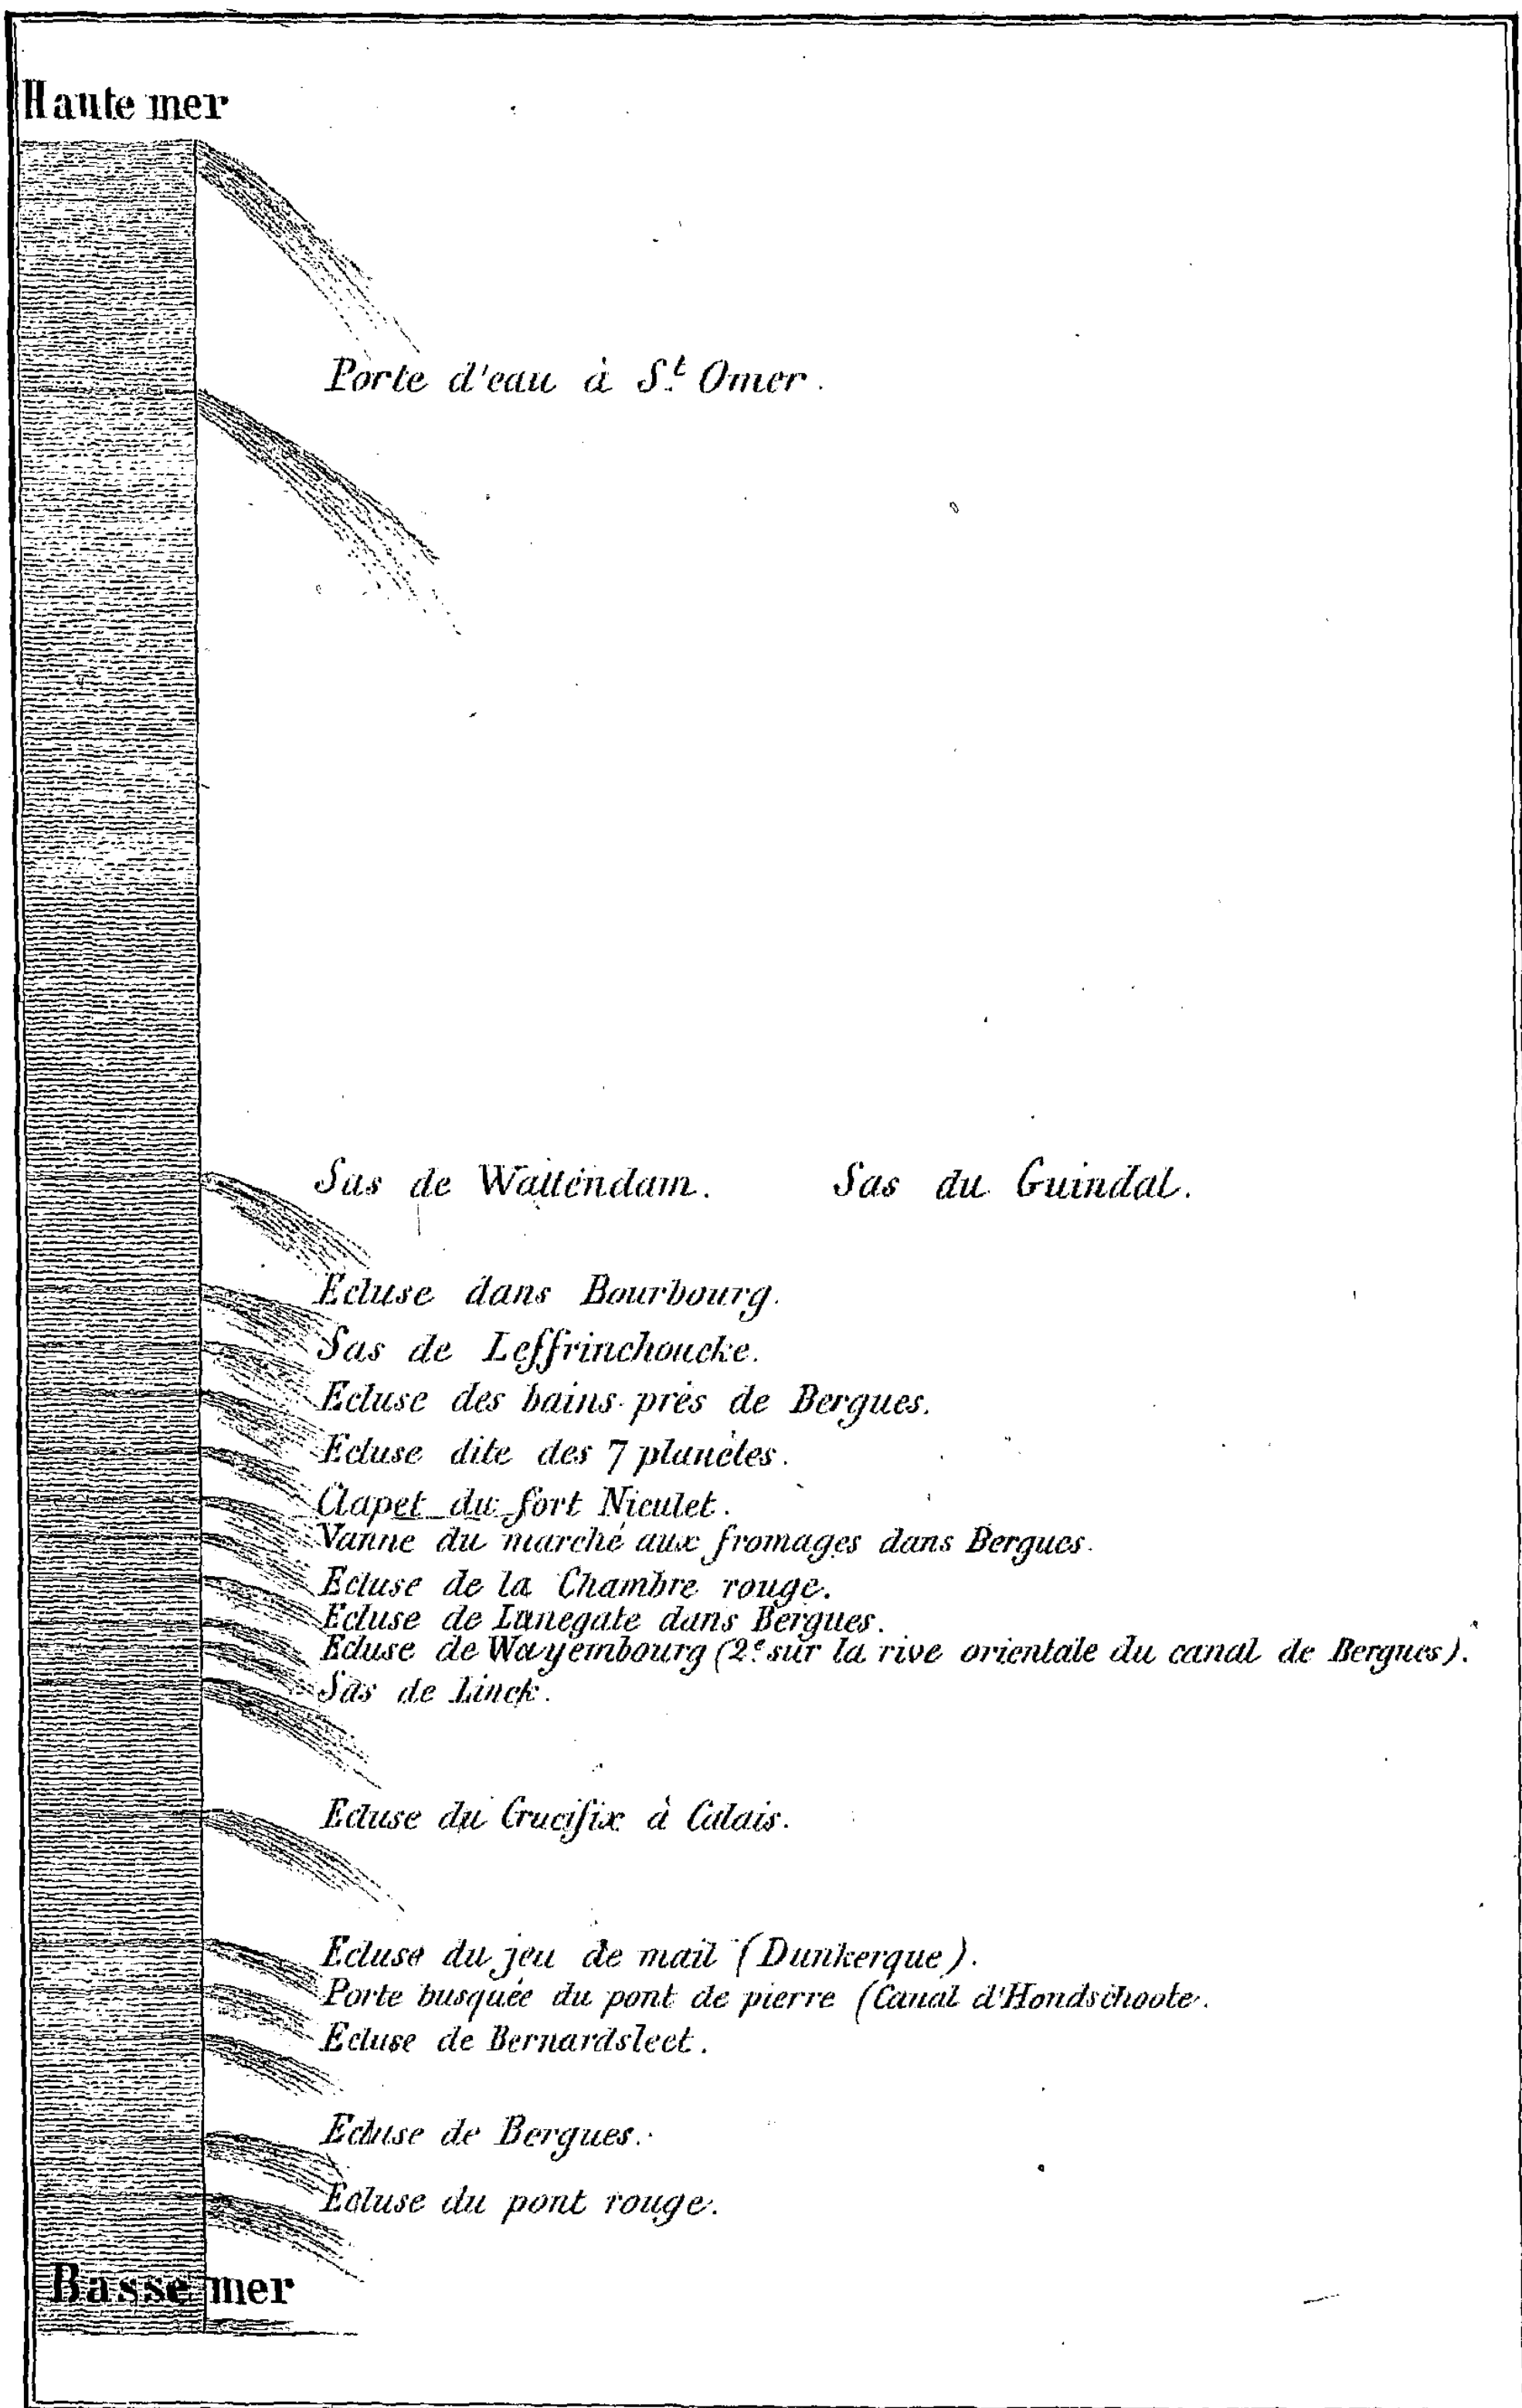 Haute mer
Porte d'eau à S.t Omer.
Sas de Watténdam. Sas du Guindal.
Ecluse dans Bourbourg.
Sas de Leffrinchoucke.
Ecluse des bains près de Bergues.
Ecluse dite des 7 planètes.
Clapet du fort Nieulet.
Vanne du marché aux fromages dans Bergues.
Ecluse de la Chambre rouge.
Ecluse de Lanegate dans Bergues.
Ecluse de Wayembourg (2.e sur la rive orientale du canal de Bergues).
Sas de Linck.
Ecluse du Crucifix à Calais.
Ecluse du jeu de mail (Dunkerque).
Porte busquée du pont de pierre (Canal d'Hondschoote.
Ecluse de Bernardsleet.
Ecluse de Bergues.
Ecluse du pont rouge.
Basse mer